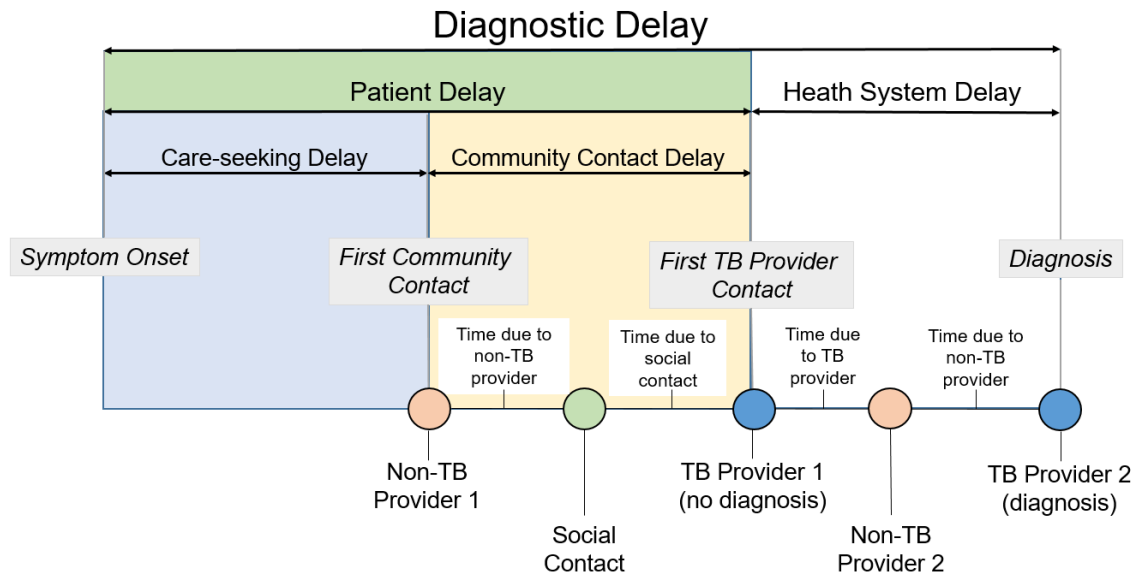 Diagnostic Delay
Patient Delay
Heath System Delay
Care-seeking Delay
Community Contact Delay
Symptom Onset
First Community
Contact
First TB Provider
Contact
Diagnosis
Time due to
non-TB
provider
Time due to
social
contact
Time due
to TB
provider
Time due to
non-TB
provider
Non-TB
Provider 1
Social
Contact
TB Provider 1
(no diagnosis)
Non-TB
Provider 2
TB Provider 2
(diagnosis)